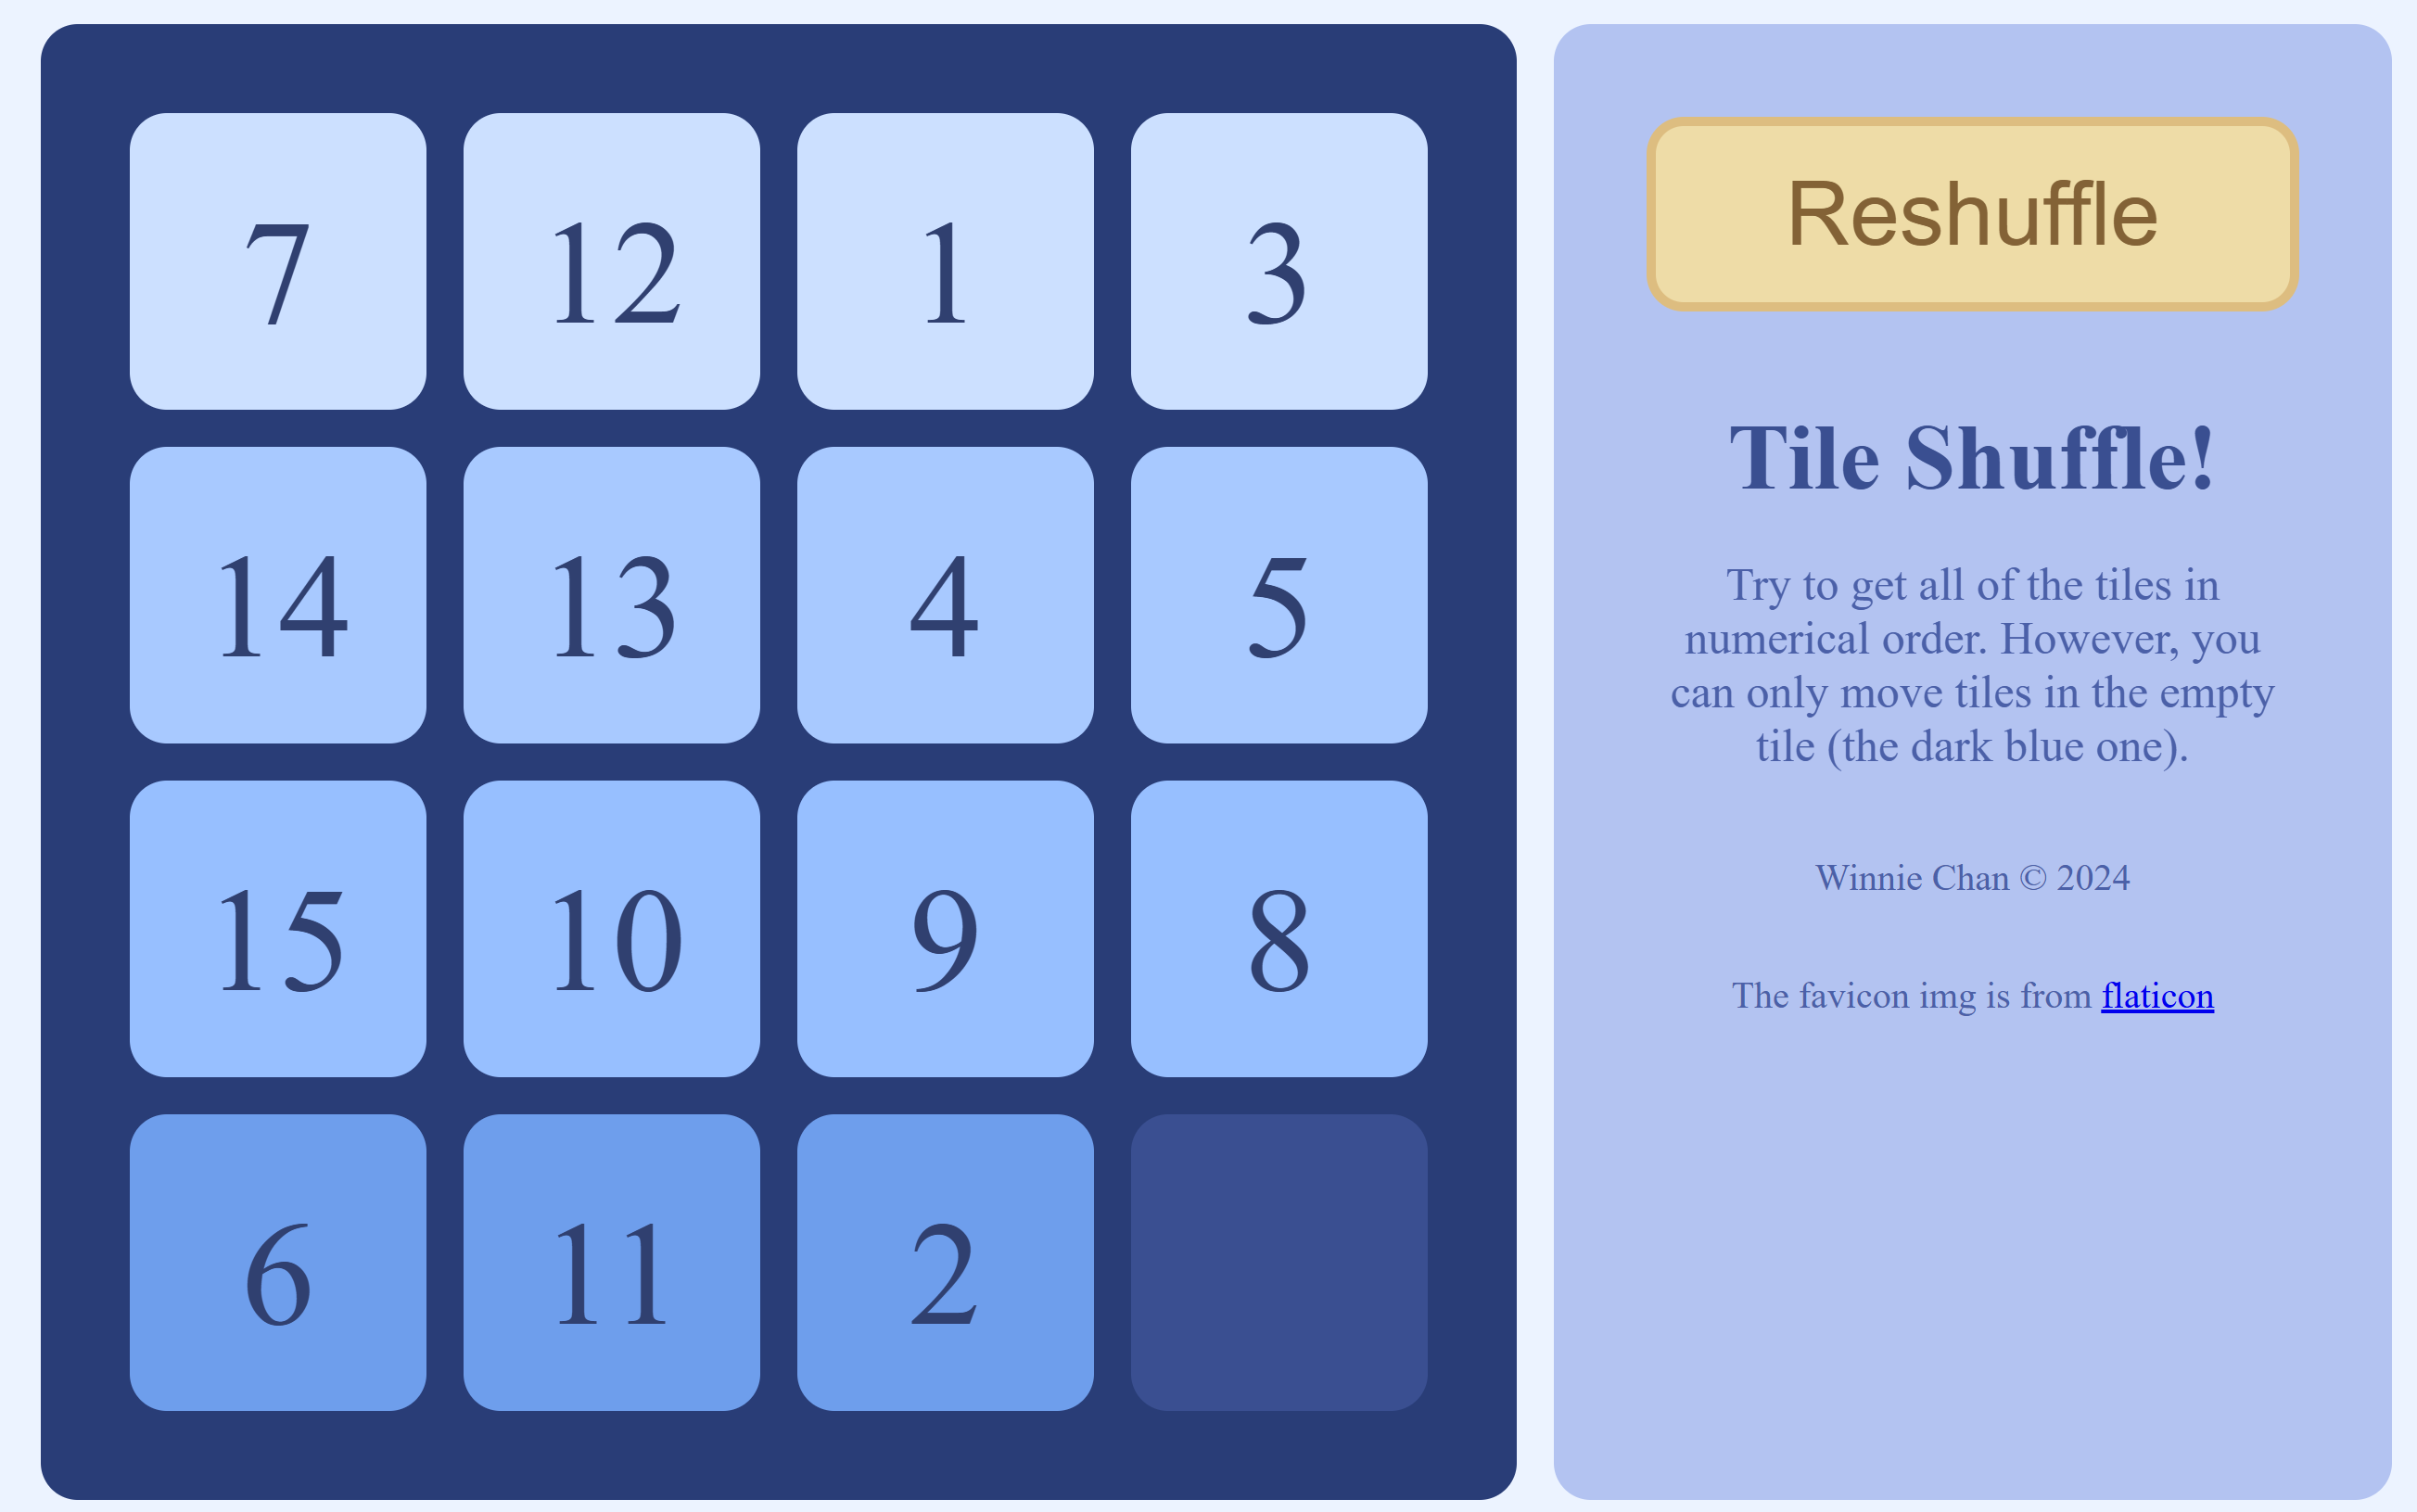 7 12 1 3
14 13 4 5
15 10 9 8
6 11 2
Reshuffle
Tile Shuffle!
Try to get all of the tiles in
numerical order. However, you
can only move tiles in the empty
tile (the dark blue one).
Winnie Chan © 2024
The favicon img is from flaticon